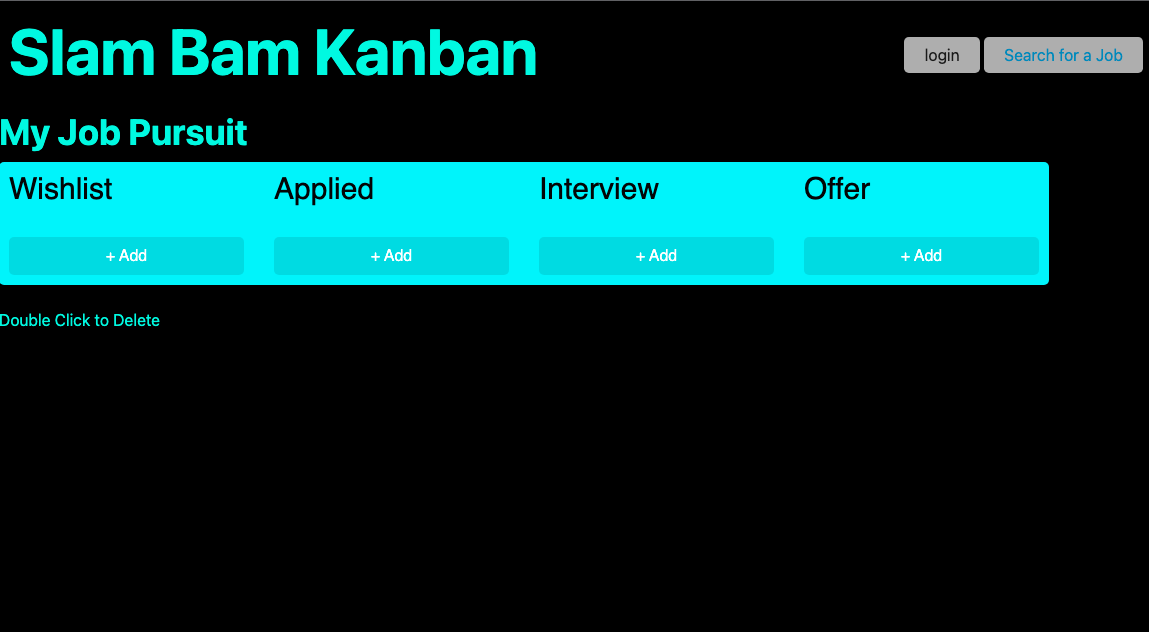 Slam Bam Kanban
login
Search for a Job
My Job Pursuit
Wishlist
Applied
Interview
Offer
+ Add
+ Add
+ Add
+ Add
Double Click to Delete